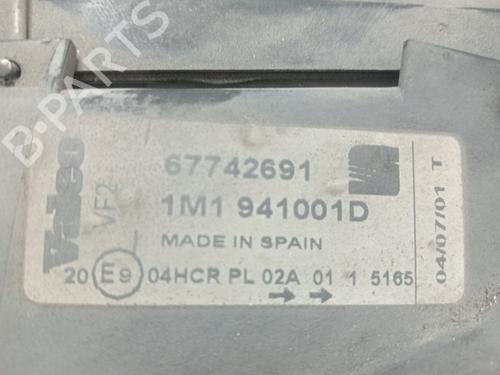 B-PARTS
Valeo
VF2
67742691
1M1 941001D
MADE IN SPAIN
20 E9 04HCR PL 02A 01 1 5165
04/07/01 T